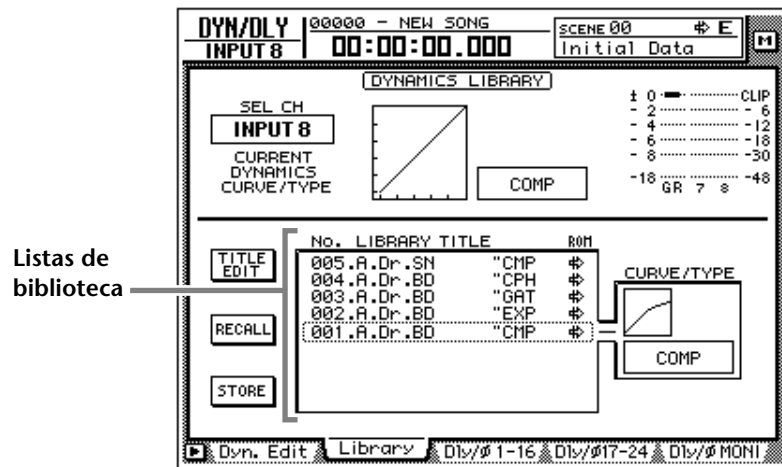 DYN/DLY
INPUT 8
00000 - NEW SONG
00:00:00.000
SCENE 00
E
Initial Data
M
DYNAMICS LIBRARY
SEL CH
INPUT 8
CURRENT
DYNAMICS
CURVE/TYPE
COMP
± 0 CLIP
- 2 - 6
- 4 -12
- 6 -18
- 8 -30
-18 -48
GR 7 8
Listas de
biblioteca
TITLE
EDIT
RECALL
STORE
No. LIBRARY TITLE ROM
005.A.Dr.SN "CMP
004.A.Dr.BD "CPH
003.A.Dr.BD "GAT
002.A.Dr.BD "EXP
001.A.Dr.BD "CMP
CURVE/TYPE
COMP
Dyn. Edit Library Dly/Ø 1-16 Dly/Ø17-24 Dly/Ø MONI